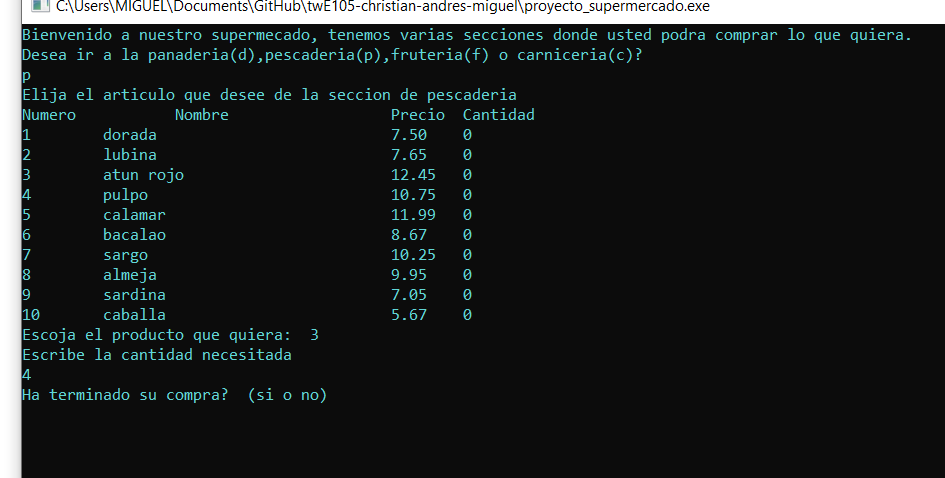 C:\Users\MIGUEL\Documents\GitHub\twE105-christian-andres-miguel\proyecto_supermercado.exe
Bienvenido a nuestro supermecado, tenemos varias secciones donde usted podra comprar lo que quiera.
Desea ir a la panaderia(d),pescaderia(p),fruteria(f) o carniceria(c)?
p
Elija el articulo que desee de la seccion de pescaderia
Numero Nombre Precio Cantidad
1 dorada 7.50 0
2 lubina 7.65 0
3 atun rojo 12.45 0
4 pulpo 10.75 0
5 calamar 11.99 0
6 bacalao 8.67 0
7 sargo 10.25 0
8 almeja 9.95 0
9 sardina 7.05 0
10 caballa 5.67 0
Escoja el producto que quiera: 3
Escribe la cantidad necesitada
4
Ha terminado su compra? (si o no)